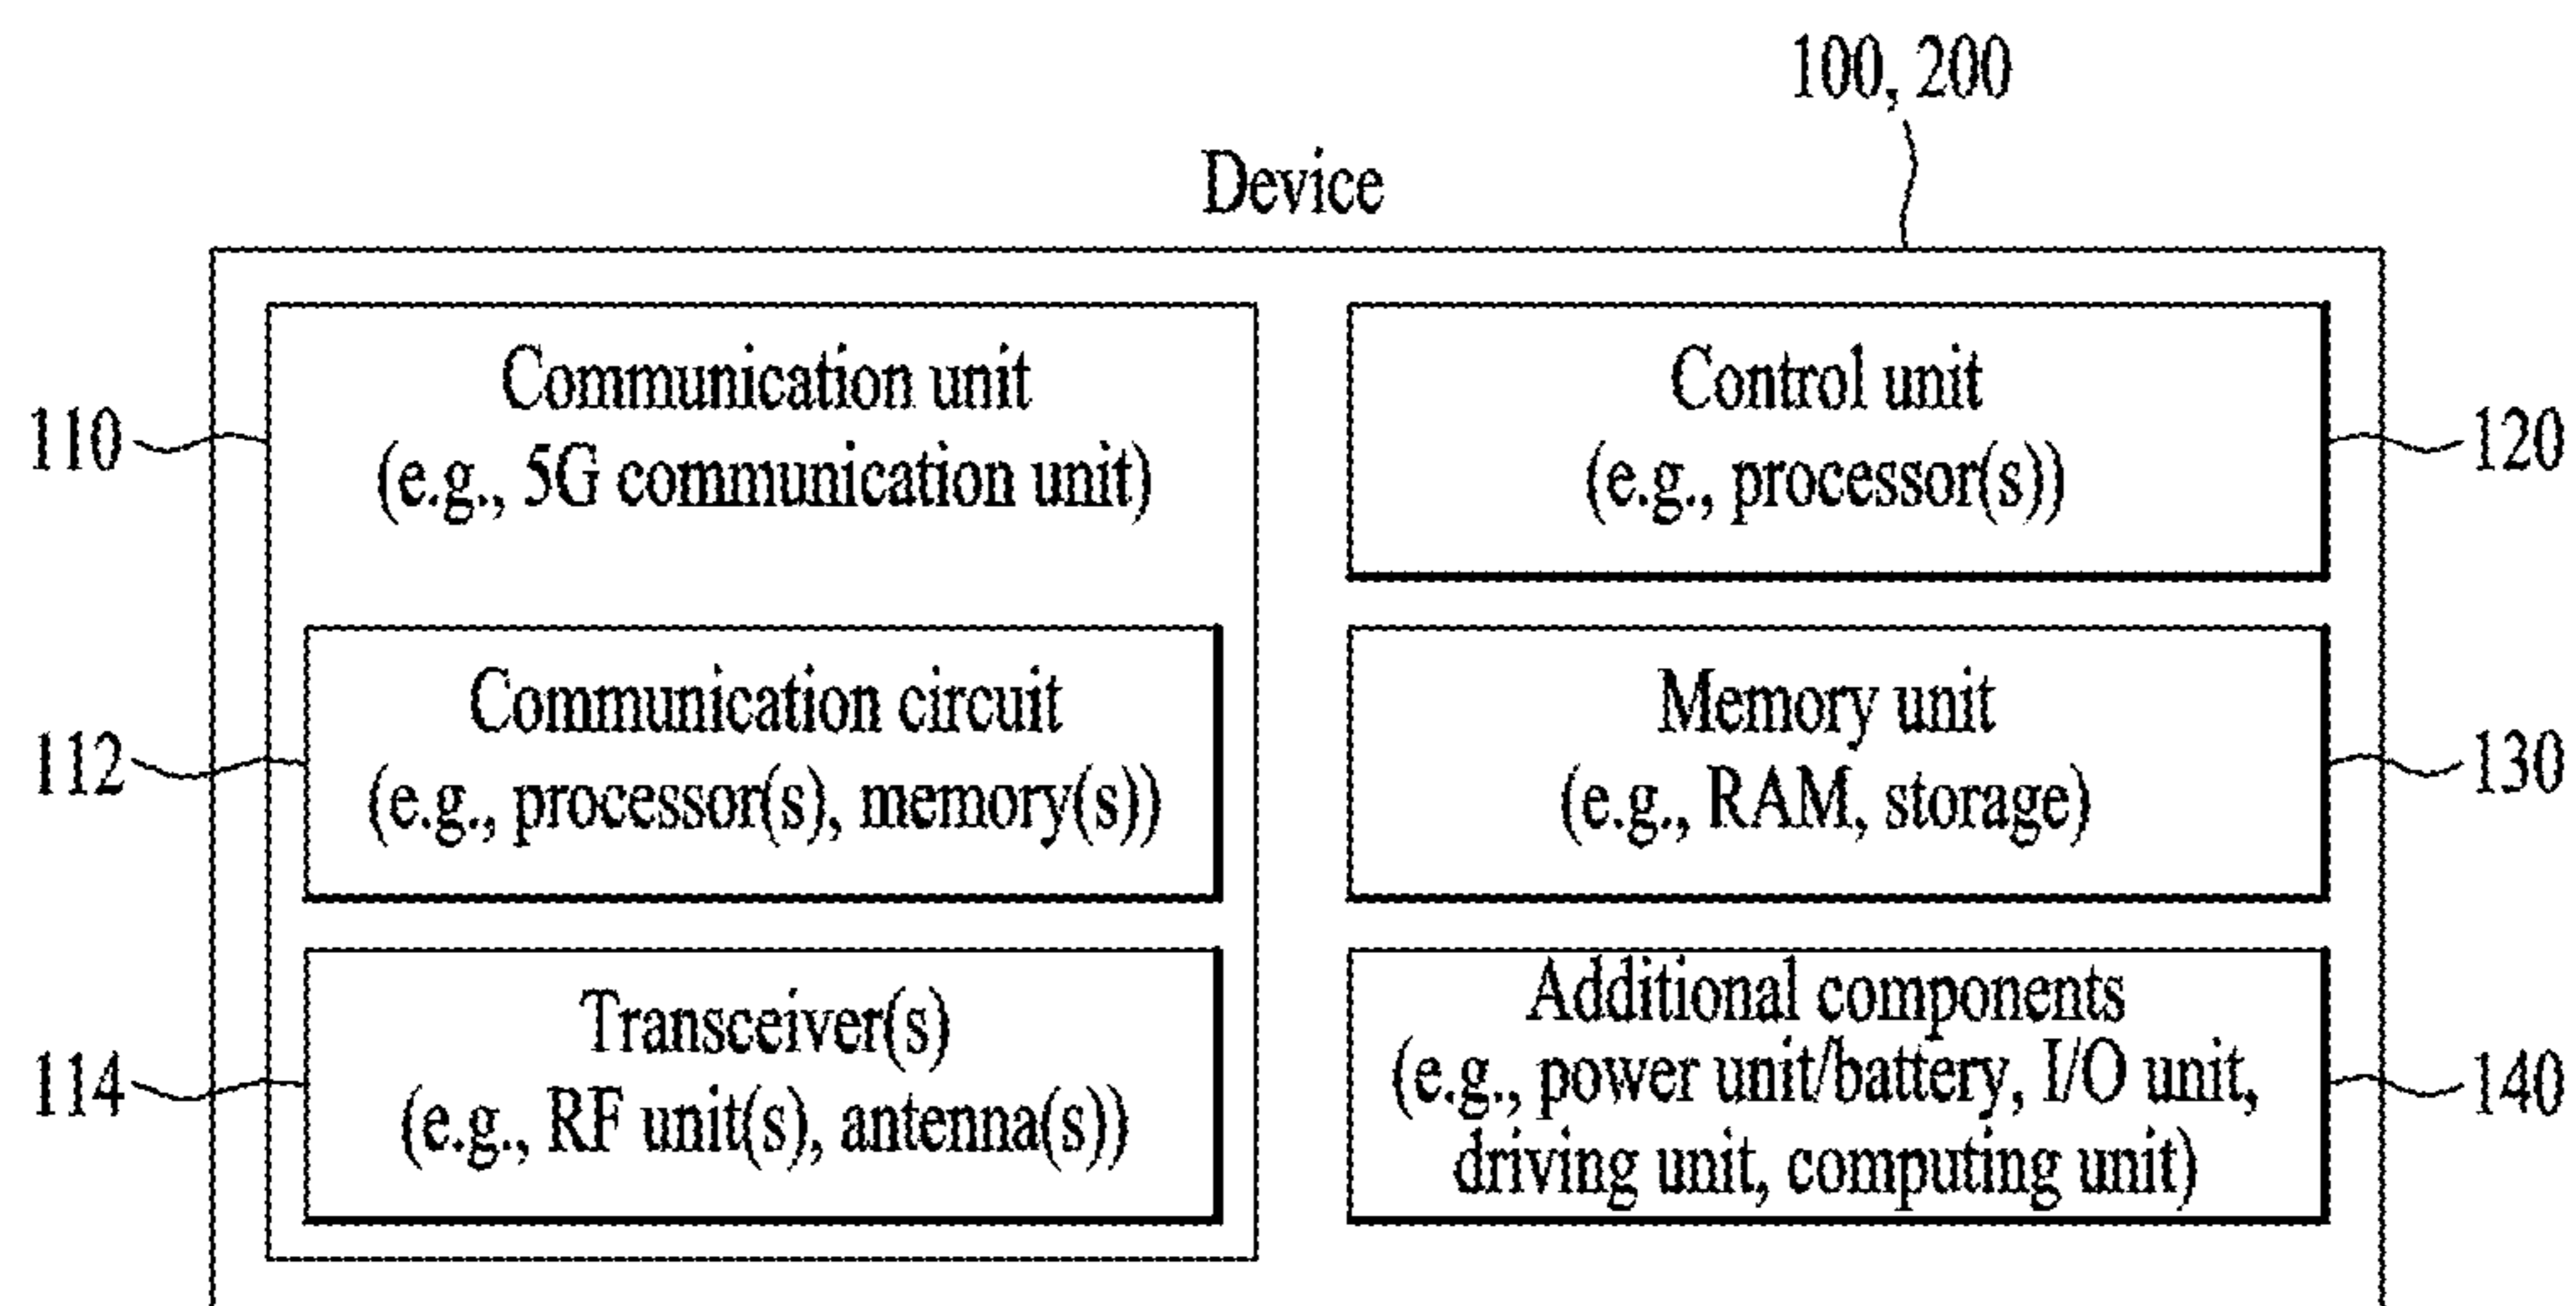 100, 200
Device
110
Communication unit
(e.g., 5G communication unit)
112
Communication circuit
(e.g., processor(s), memory(s))
114
Transceiver(s)
(e.g., RF unit(s), antenna(s))
Control unit
(e.g., processor(s))
120
Memory unit
(e.g., RAM, storage)
130
Additional components
(e.g., power unit/battery, I/O unit,
driving unit, computing unit)
140